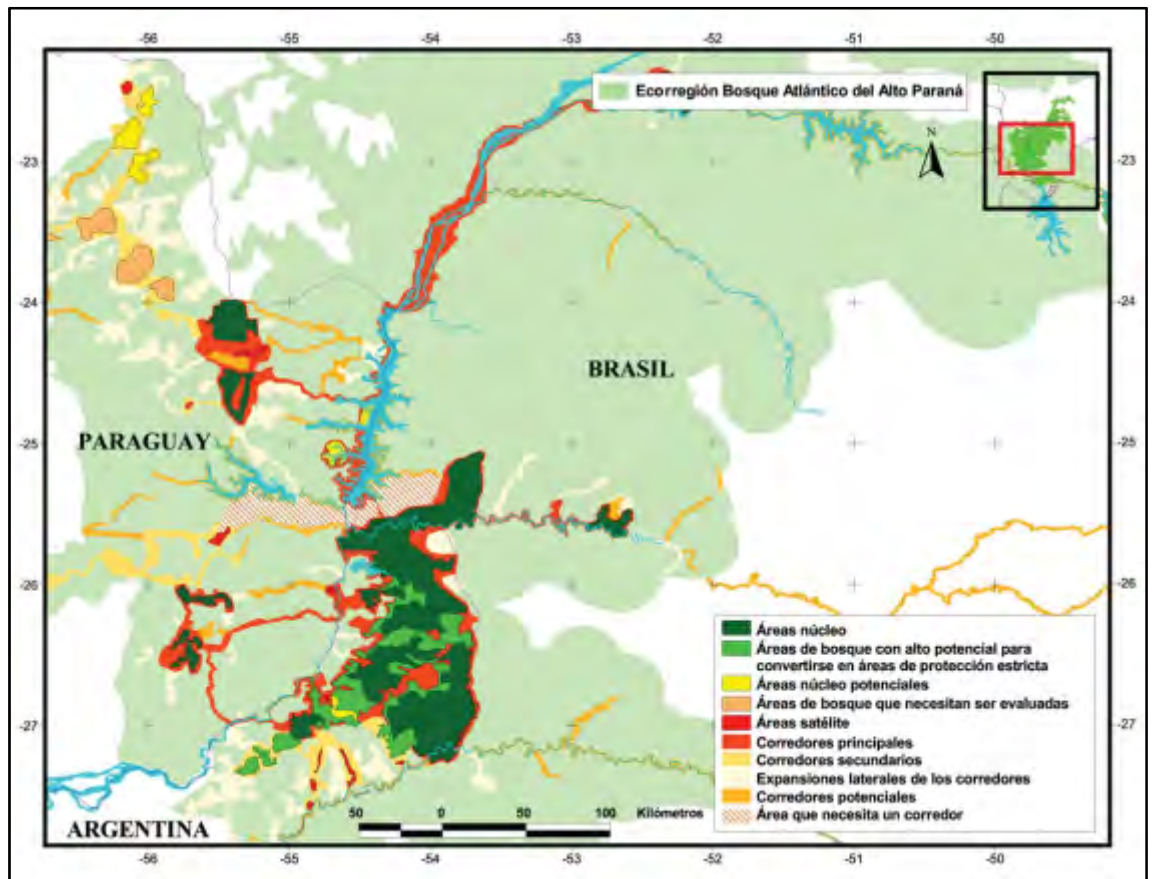 -56 -55 -54 -53 -52 -51 -50
Ecorregión Bosque Atlántico del Alto Paraná
N
-23 -23
-24 -24
BRASIL
PARAGUAY
-25 -25
-26 -26
Áreas núcleo
Áreas de bosque con alto potencial para
convertirse en áreas de protección estricta
Áreas núcleo potenciales
Áreas de bosque que necesitan ser evaluadas
Áreas satélite
-27 -27
Corredores principales
Corredores secundarios
Expansiones laterales de los corredores
Corredores potenciales
Área que necesita un corredor
50 0 50 100 Kilómetros
ARGENTINA
-56 -55 -54 -53 -52 -51 -50